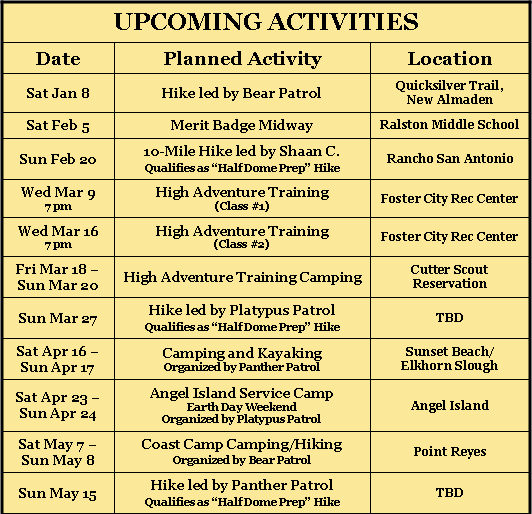 UPCOMING ACTIVITIES
Date Planned Activity Location
Sat Jan 8 Hike led by Bear Patrol Quicksilver Trail,
New Almaden
Sat Feb 5 Merit Badge Midway Ralston Middle School
Sun Feb 20 10-Mile Hike led by Shaan C. Rancho San Antonio
Qualifies as “Half Dome Prep” Hike
Wed Mar 9 High Adventure Training Foster City Rec Center
7 pm (Class #1)
Wed Mar 16 High Adventure Training Foster City Rec Center
7 pm (Class #2)
Fri Mar 18 – High Adventure Training Camping Cutter Scout
Sun Mar 20 Reservation
Sun Mar 27 Hike led by Platypus Patrol TBD
Qualifies as “Half Dome Prep” Hike
Sat Apr 16 – Camping and Kayaking Sunset Beach/
Sun Apr 17 Organized by Panther Patrol Elkhorn Slough
Sat Apr 23 – Angel Island Service Camp Angel Island
Sun Apr 24 Earth Day Weekend
Organized by Platypus Patrol
Sat May 7 – Coast Camp Camping/Hiking Point Reyes
Sun May 8 Organized by Bear Patrol
Sun May 15 Hike led by Panther Patrol TBD
Qualifies as “Half Dome Prep” Hike